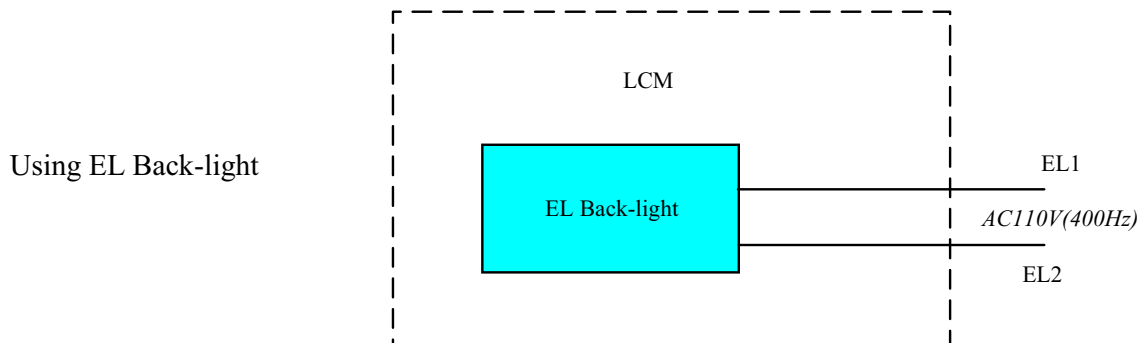 LCM
Using EL Back-light
EL1
EL Back-light
AC110V(400Hz)
EL2